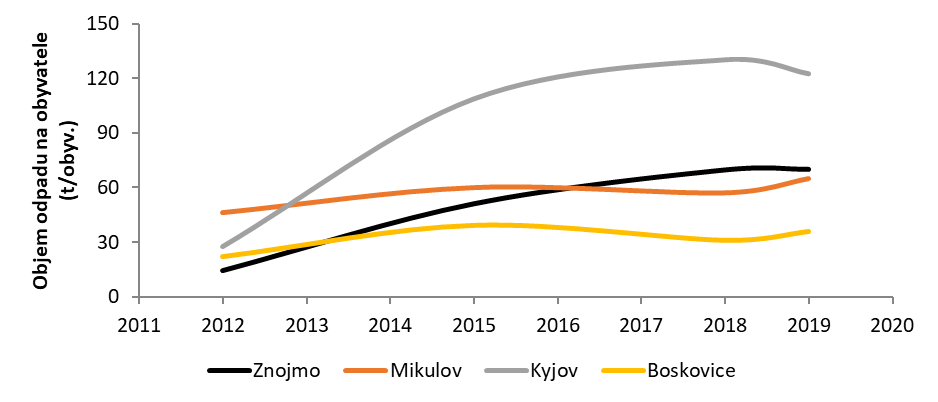 Objem odpadu na obyvatele
(t/obyv.)
150
120
90
60
30
0
2011 2012 2013 2014 2015 2016 2017 2018 2019 2020
Znojmo Mikulov Kyjov Boskovice